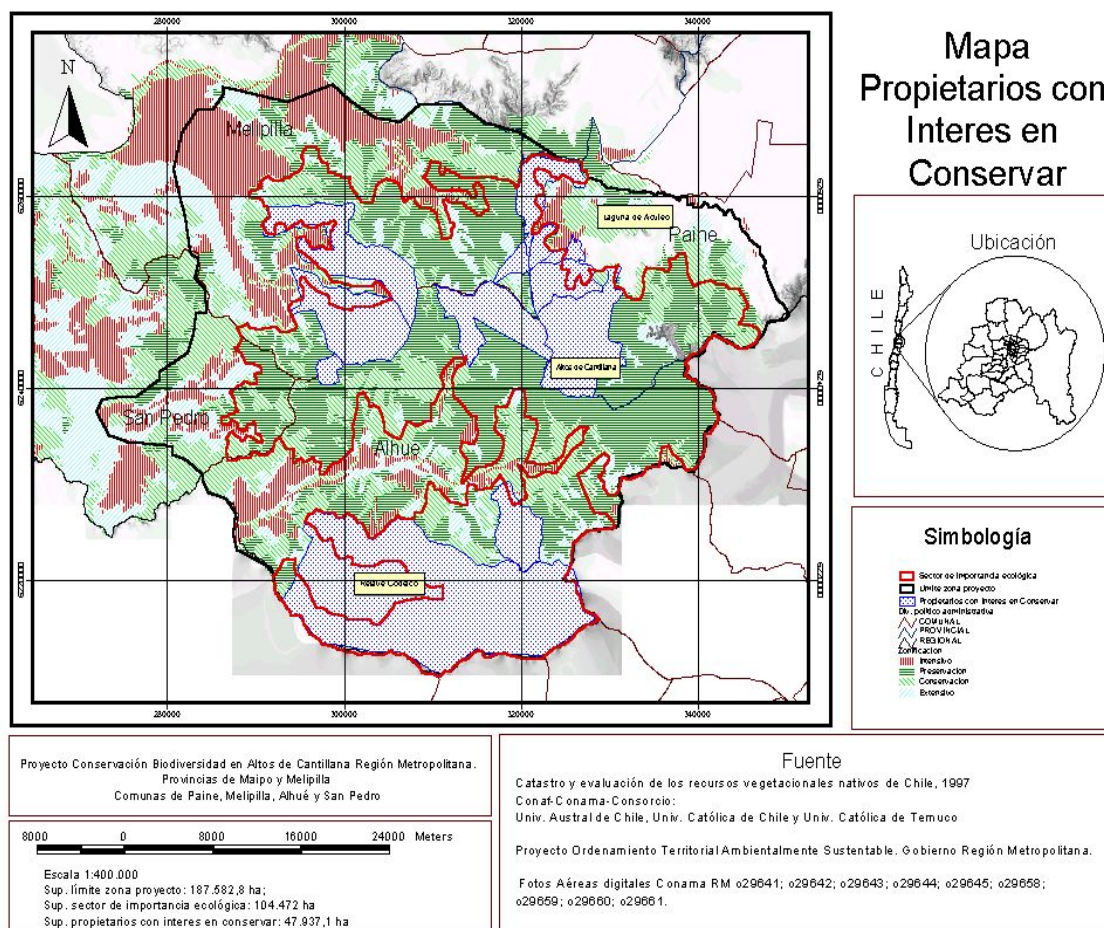 280000 300000 320000 340000
N
Melipilla
Laguna de Aculeo
Paine
Altos de Cantillana
San Pedro
Alhue
280000 300000 320000 340000
Mapa
Propietarios con
Interes en
Conservar
Ubicación
CHILE
Simbología
Sector de importancia ecológica
Límite zona proyecto
Propietarios con Interes en Conservar
Div. político administrativa
COMUNAL
PROVINCIAL
REGIONAL
Zonificacion
Intensivo
Preservacion
Conservacion
Extensivo
Proyecto Conservación Biodiversidad en Altos de Cantillana Región Metropolitana.
Provincias de Maipo y Melipilla
Comunas de Paine, Melipilla, Alhué y San Pedro
8000 0 8000 16000 24000 Meters
Escala 1:400.000
Sup. límite zona proyecto: 187.582,8 ha;
Sup. sector de importancia ecológica: 104.472 ha
Sup. propietarios con interes en conservar: 47.937,1 ha
Fuente
Catastro y evaluación de los recursos vegetacionales nativos de Chile, 1997
Conaf-Conama-Consorcio:
Univ. Austral de Chile, Univ. Católica de Chile y Univ. Católica de Temuco
Proyecto Ordenamiento Territorial Ambientalmente Sustentable. Gobierno Región Metropolitana.
Fotos Aéreas digitales Conama RM o29641; o29642; o29643; o29644; o29645; o29658;
o29659; o29660; o29661.